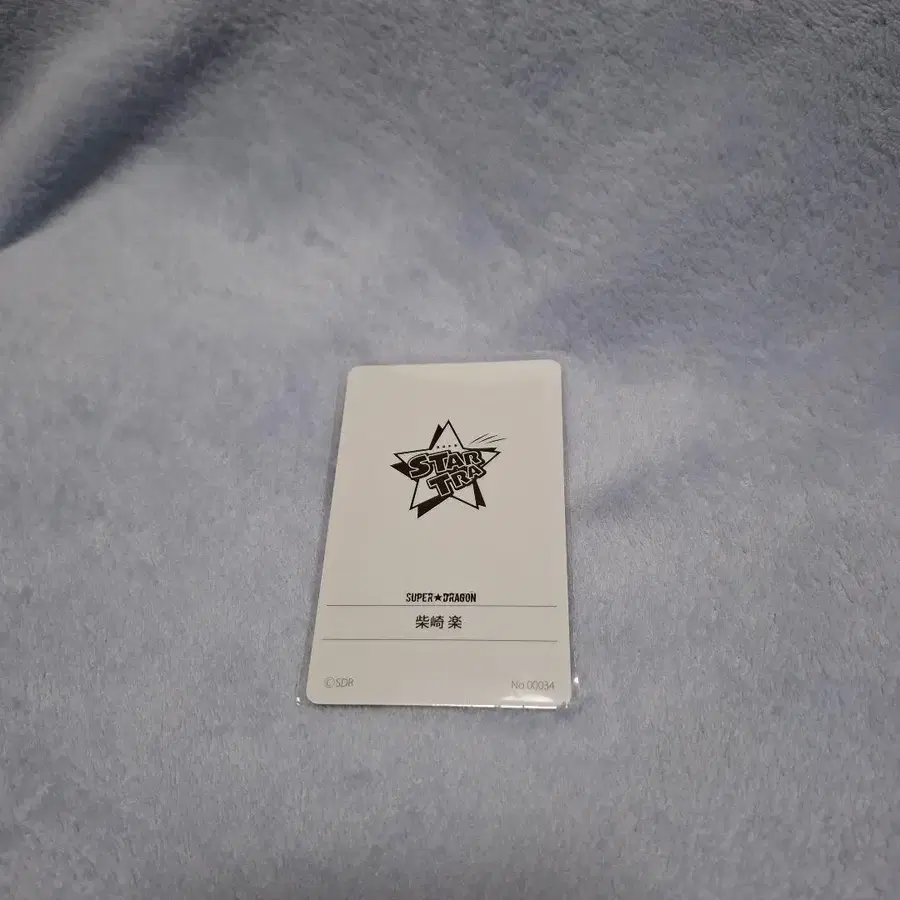 STAR
TRA
SUPER★DRAGON
柴崎 楽
©SDR
No.00034